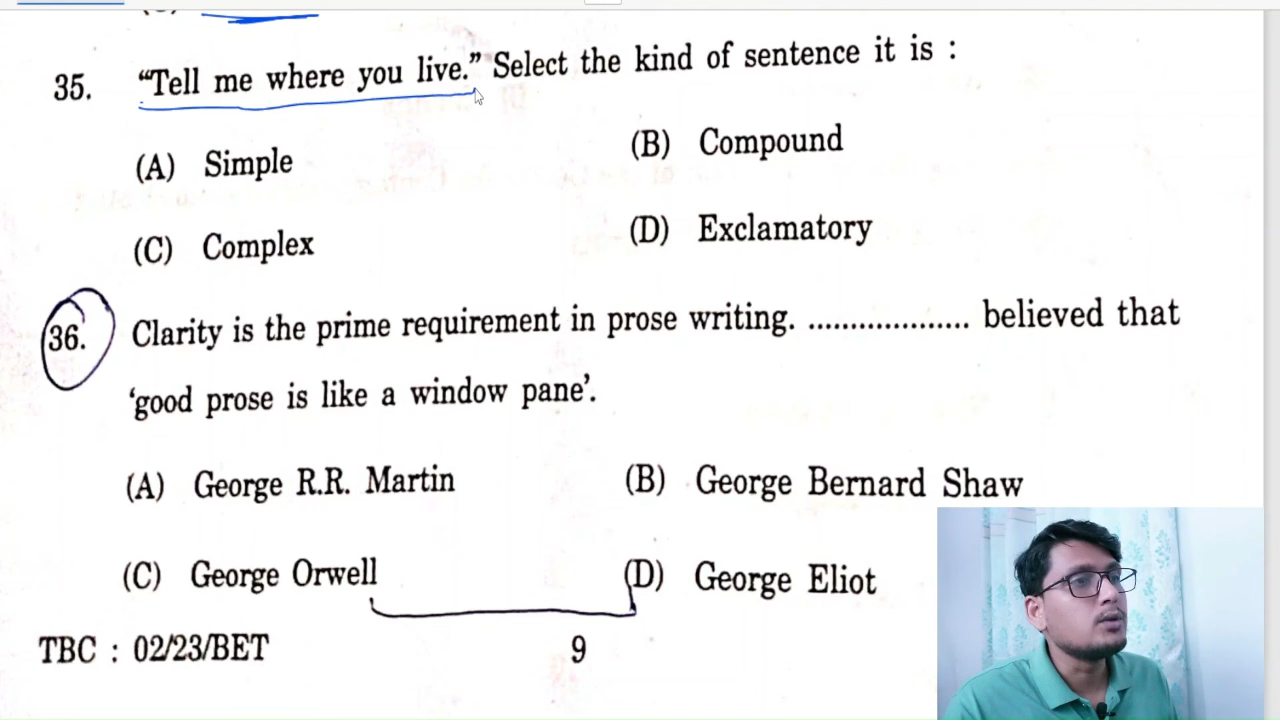 35. “Tell me where you live.” Select the kind of sentence it is :
(A) Simple (B) Compound
(C) Complex (D) Exclamatory
36. Clarity is the prime requirement in prose writing. ................... believed that
‘good prose is like a window pane’.
(A) George R.R. Martin (B) George Bernard Shaw
(C) George Orwell (D) George Eliot
TBC : 02/23/BET 9